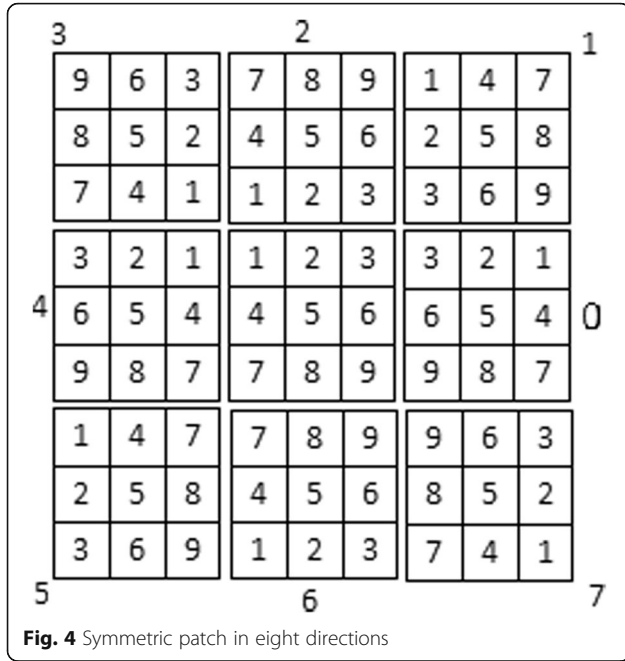 3 2 1
9 6 3 7 8 9 1 4 7
8 5 2 4 5 6 2 5 8
7 4 1 1 2 3 3 6 9
3 2 1 1 2 3 3 2 1
4 6 5 4 4 5 6 6 5 4 0
9 8 7 7 8 9 9 8 7
1 4 7 7 8 9 9 6 3
2 5 8 4 5 6 8 5 2
3 6 9 1 2 3 7 4 1
5 6 7
Fig. 4 Symmetric patch in eight directions